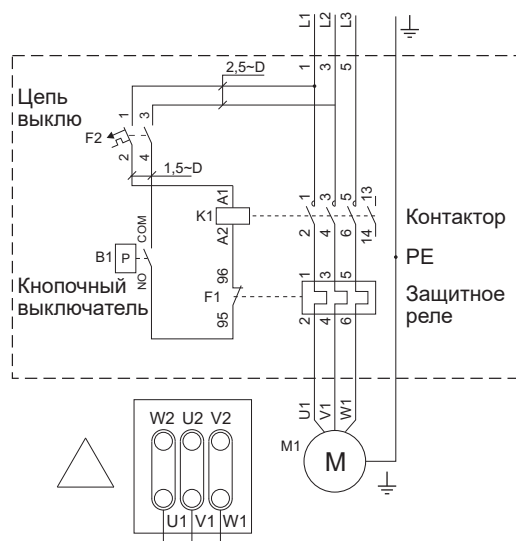 L1 L2 L3
1 3 5
2,5~D
Цепь
выклю
1 3
F2
2 4
1,5~D
A1
K1
A2
1 3 5 13
2 4 6 14
Контактор
COM
B1 P
NO
PE
Кнопочный
выключатель
96
F1
95
1 3 5
2 4 6
Защитное
реле
U1 V1 W1
M1
M
W2 U2 V2
U1 V1 W1